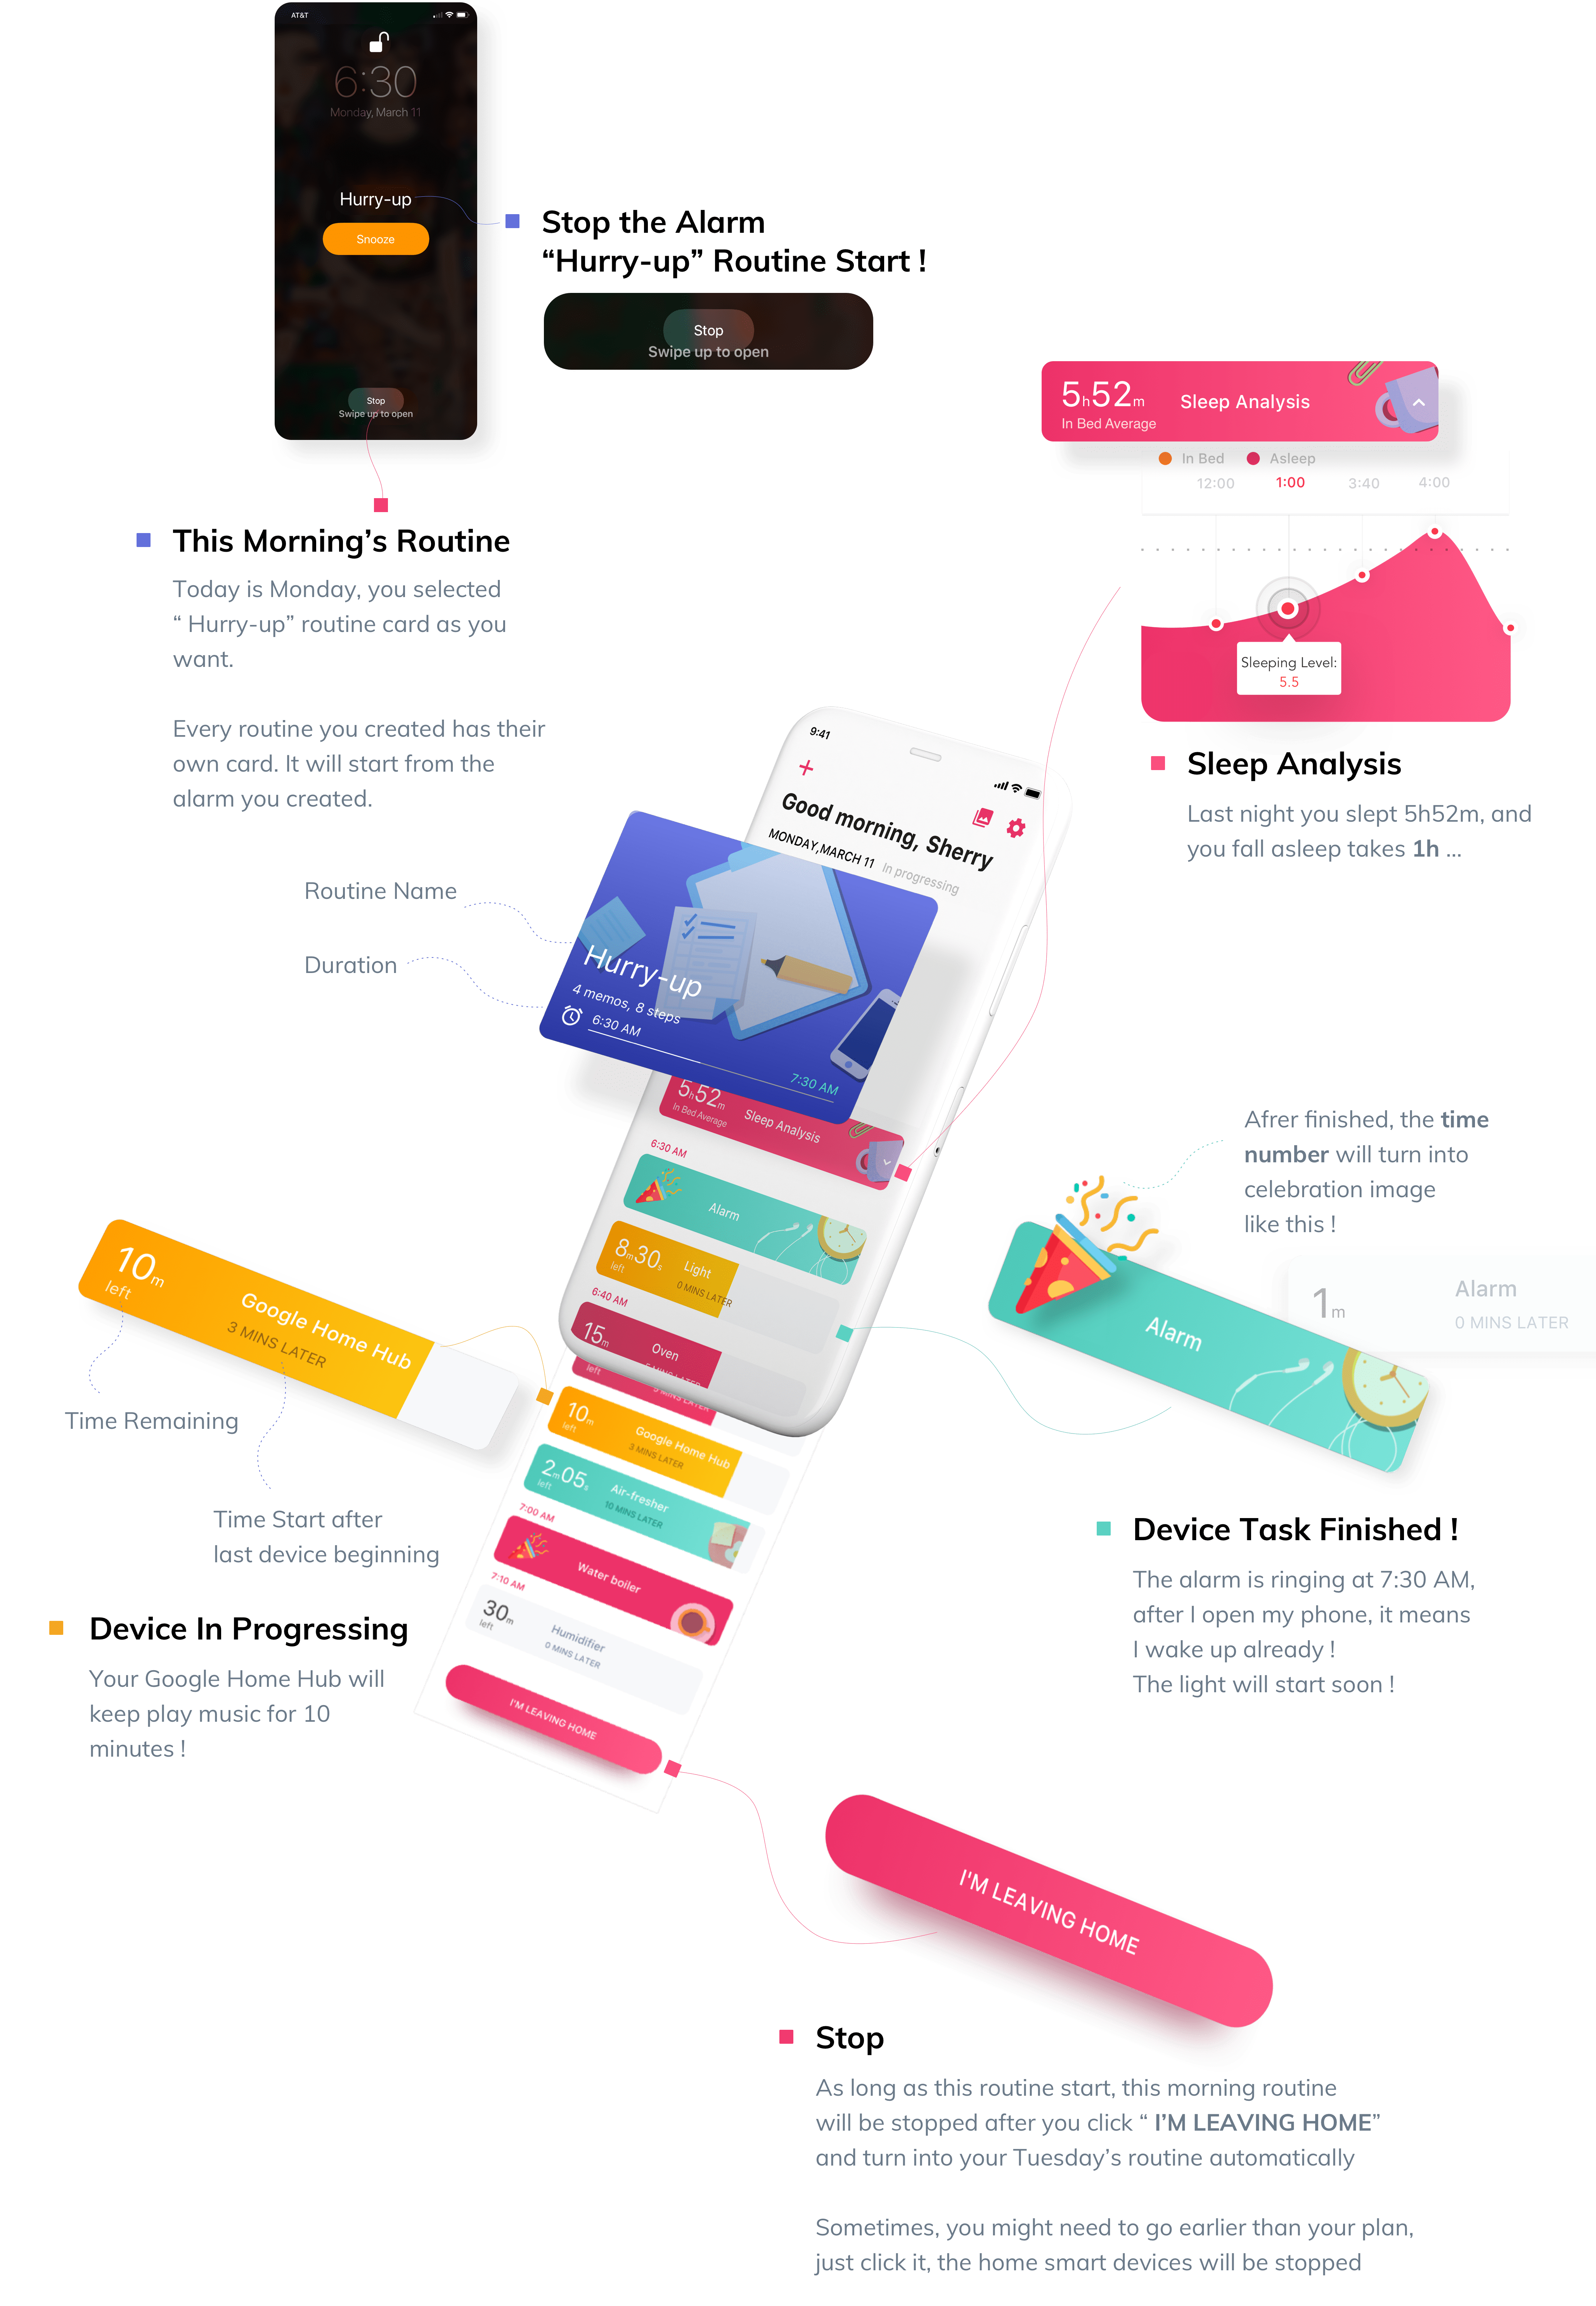 AT&T
6:30
Monday, March 11
Hurry-up
Snooze
Stop
Swipe up to open
Stop the Alarm
“Hurry-up” Routine Start !
Stop
Swipe up to open
5h52m
In Bed Average
Sleep Analysis
In Bed
Asleep
12:00
1:00
3:40
4:00
Sleeping Level:
5.5
Sleep Analysis
Last night you slept 5h52m, and
you fall asleep takes 1h ...
This Morning’s Routine
Today is Monday, you selected
“ Hurry-up” routine card as you
want.
Every routine you created has their
own card. It will start from the
alarm you created.
Routine Name
Duration
9:41
Good morning, Sherry
MONDAY,MARCH 11
In progressing
Hurry-up
4 memos, 8 steps
6:30 AM
7:30 AM
5h52m
In Bed Average
Sleep Analysis
6:30 AM
Alarm
8m30s
left
Light
0 MINS LATER
6:40 AM
15m
Oven
left
5 MINS LATER
10m
left
Google Home Hub
3 MINS LATER
2m05s
left
Air-fresher
10 MINS LATER
7:00 AM
Water boiler
7:10 AM
30m
left
Humidifier
0 MINS LATER
I'M LEAVING HOME
10m
left
Google Home Hub
3 MINS LATER
Time Remaining
Time Start after
last device beginning
Device In Progressing
Your Google Home Hub will
keep play music for 10
minutes !
Afrer finished, the time
number will turn into
celebration image
like this !
Alarm
1m
Alarm
0 MINS LATER
Device Task Finished !
The alarm is ringing at 7:30 AM,
after I open my phone, it means
I wake up already !
The light will start soon !
I'M LEAVING HOME
Stop
As long as this routine start, this morning routine
will be stopped after you click “ I’M LEAVING HOME”
and turn into your Tuesday’s routine automatically
Sometimes, you might need to go earlier than your plan,
just click it, the home smart devices will be stopped